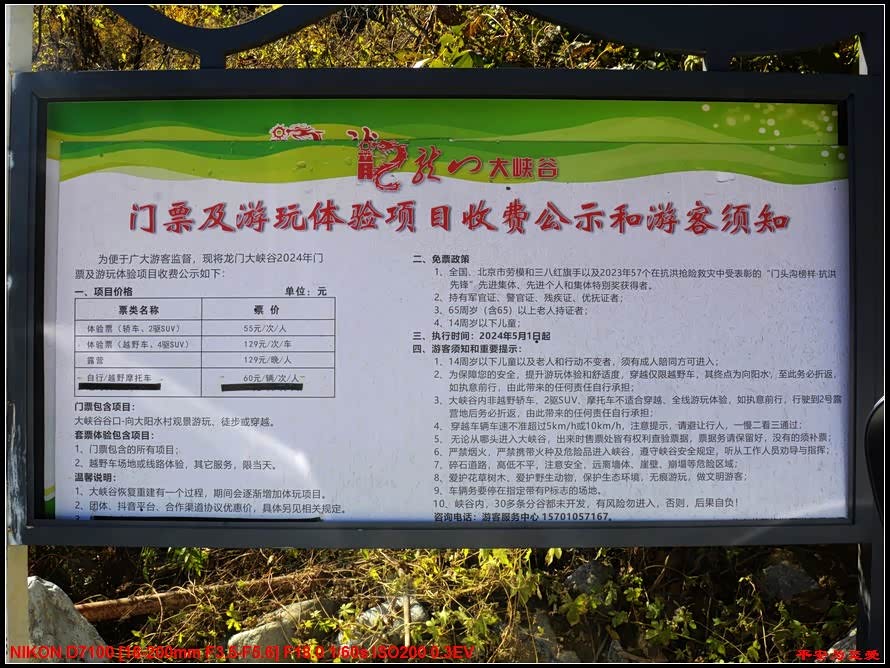 龙门大峡谷
门票及游玩体验项目收费公示和游客须知
为便于广大游客监督，现将龙门大峡谷2024年门
票及游玩体验项目收费公示如下：
一、项目价格 单位：元
票类名称 票 价
体验票（轿车、2驱SUV） 55元/次/人
体验票（越野车、4驱SUV） 129元/次/车
露营 129元/晚/人
自行/越野摩托车 60元/辆/次/人
门票包含项目：
大峡谷谷口-向大阳水村观景游玩、徒步或穿越。
套票体验包含项目：
1、门票包含的所有项目；
2、越野车场地或线路体验，其它服务，限当天。
温馨说明：
1、大峡谷恢复重建有一个过程，期间会逐渐增加体玩项目。
2、团体、抖音平台、合作渠道协议优惠价，具体另见相关规定。
二、免票政策
1、全国、北京市劳模和三八红旗手以及2023年57个在抗洪抢险救灾中受表彰的“门头沟榜样·抗洪
先锋”先进集体、先进个人和集体特别奖获得者。
2、持有军官证、警官证、残疾证、优抚证者；
3、65周岁（含65）以上老人持证者；
4、14周岁以下儿童；
三、执行时间：2024年5月1日起
四、游客须知和重要提示：
1、14周岁以下儿童以及老人和行动不变者，须有成人陪同方可进入；
2、为保障您的安全，提升游玩体验和舒适度，穿越仅限越野车，其终点为向阳水，至此务必折返，
如执意前行，由此带来的任何责任自行承担；
3、大峡谷内非越野轿车、2驱SUV、摩托车不适合穿越、全线游玩体验，如执意前行，行驶到2号露
营营地后务必折返，由此带来的任何责任自行承担；
4、穿越车辆车速不准超过5km/h或10km/h，注意提示，请避让行人，一慢二看三通过；
5、无论从哪头进入大峡谷，出来时售票处皆有权利查验票据，票据务请保留好，没有的须补票；
6、严禁烟火，严禁携带火种及危险品进入峡谷，遵守峡谷安全规定，听从工作人员劝导与指挥；
7、碎石道路，高低不平，注意安全，远离墙体、崖壁、崩塌等危险区域；
8、爱护花草树木、爱护野生动物，保护生态环境，无痕游玩，做文明游客；
9、车辆务要停在指定带有P标志的场地。
10、峡谷内，30多条分谷都未开发，有风险勿进入，否则，后果自负！
咨询电话：游客服务中心 15701057167。
NIIKON D7100 [18-200mm F3.5-F5.6] F18.0 1/60s ISO200 0.3EV